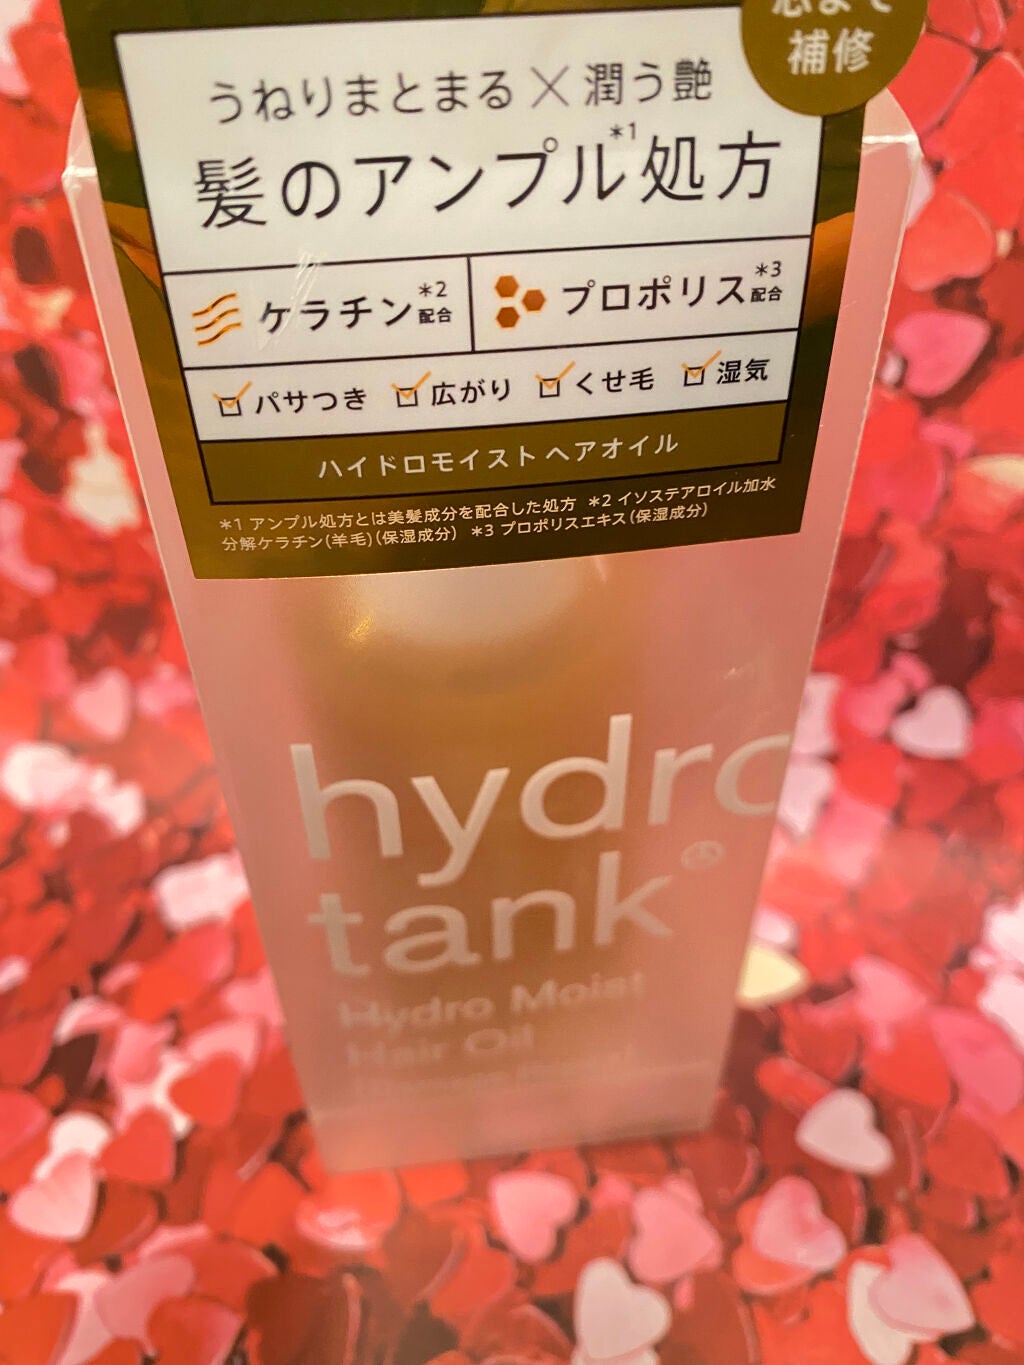 補修
うねりまとまる×潤う艶
髪のアンプル*1処方
ケラチン*2配合
プロポリス*3配合
パサつき 広がり くせ毛 湿気
ハイドロモイストヘアオイル
*1 アンプル処方とは美髪成分を配合した処方 *2 イソステアロイル加水
分解ケラチン(羊毛)(保湿成分) *3 プロポリスエキス(保湿成分)
hydro
tank
Hydro Moist
Hair Oil